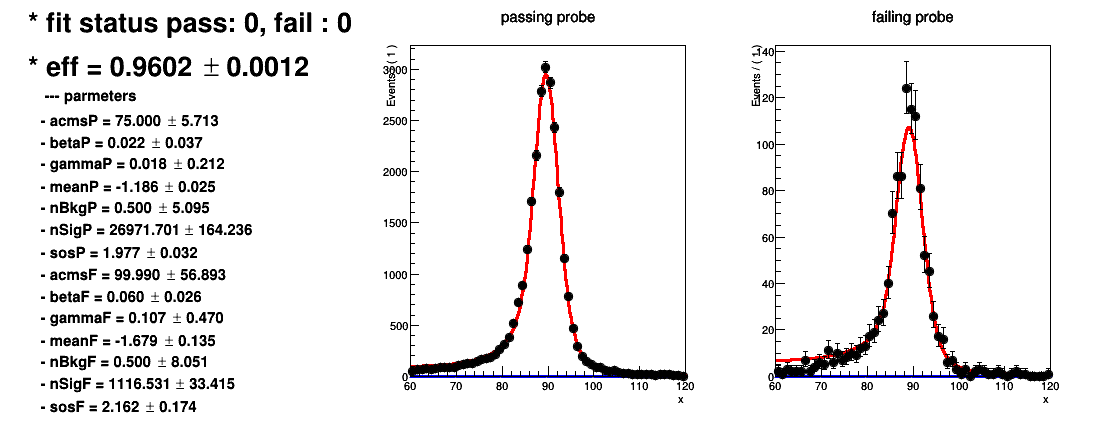 * fit status pass: 0, fail : 0
* eff = 0.9602 ± 0.0012
--- parmeters
- acmsP = 75.000 ± 5.713
- betaP = 0.022 ± 0.037
- gammaP = 0.018 ± 0.212
- meanP = -1.186 ± 0.025
- nBkgP = 0.500 ± 5.095
- nSigP = 26971.701 ± 164.236
- sosP = 1.977 ± 0.032
- acmsF = 99.990 ± 56.893
- betaF = 0.060 ± 0.026
- gammaF = 0.107 ± 0.470
- meanF = -1.679 ± 0.135
- nBkgF = 0.500 ± 8.051
- nSigF = 1116.531 ± 33.415
- sosF = 2.162 ± 0.174
passing probe
Events / ( 1 )
3000
2500
2000
1500
1000
500
0
60 70 80 90 100 110 120
x
failing probe
Events / ( 1 )
140
120
100
80
60
40
20
0
60 70 80 90 100 110 120
x